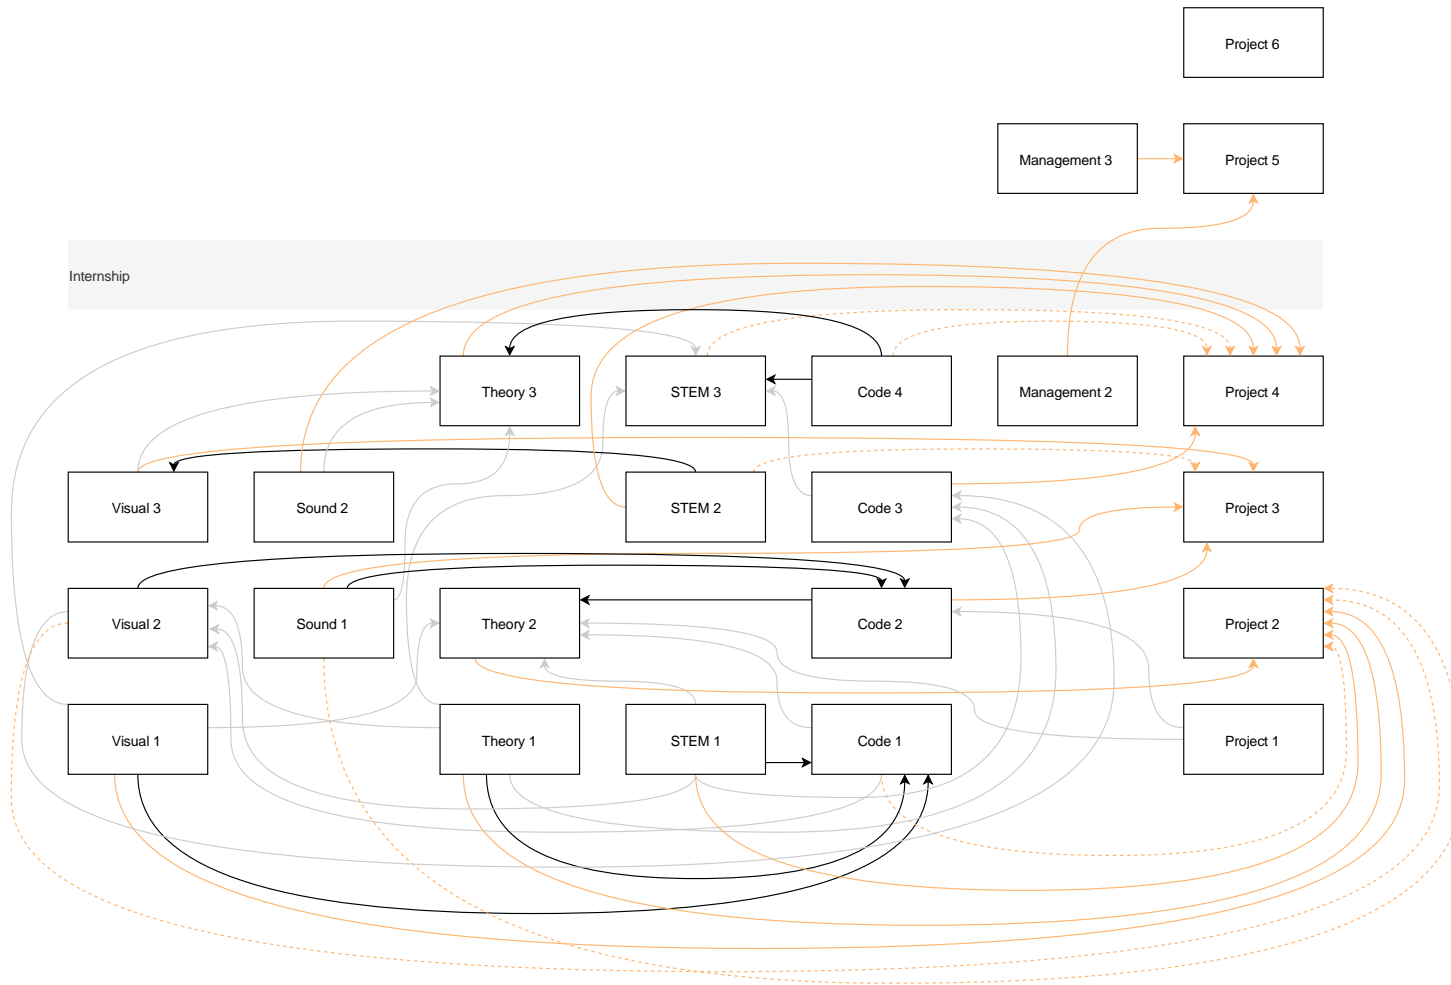 Project 6
Management 3
Project 5
Internship
Theory 3
STEM 3
Code 4
Management 2
Project 4
Visual 3
Sound 2
STEM 2
Code 3
Project 3
Visual 2
Sound 1
Theory 2
Code 2
Project 2
Visual 1
Theory 1
STEM 1
Code 1
Project 1